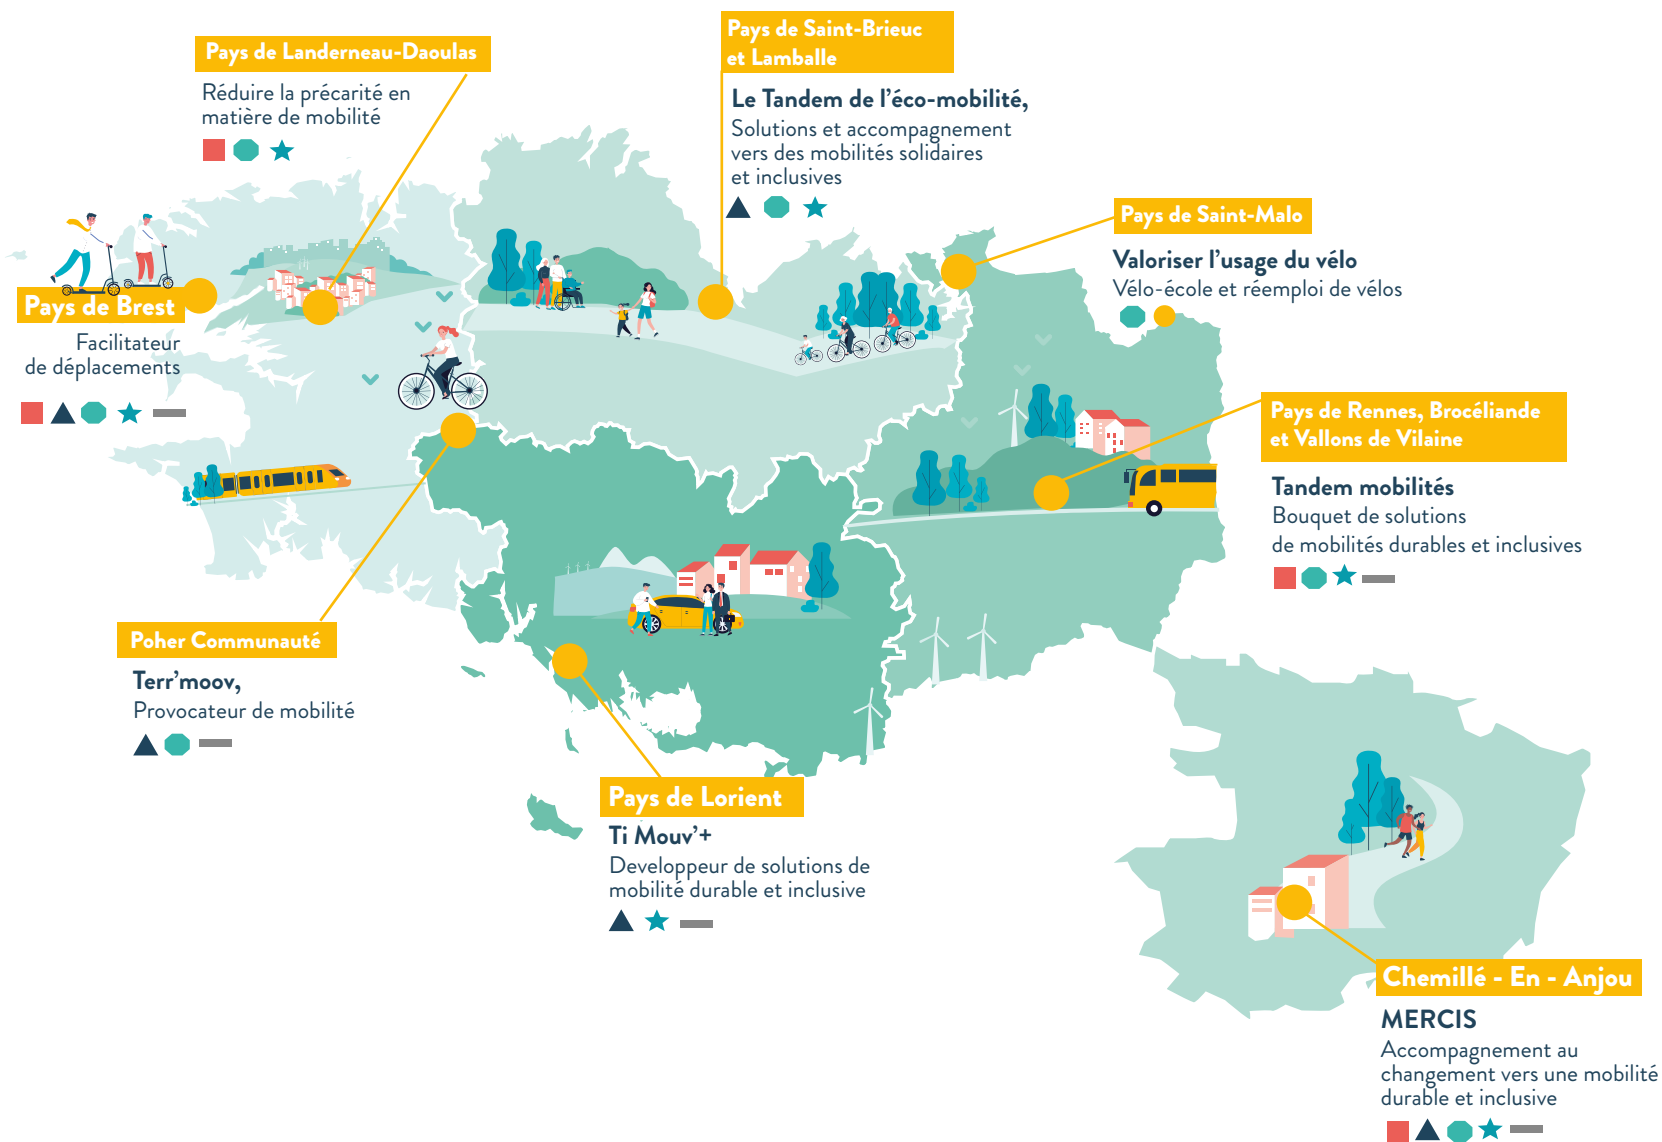 Pays de Landerneau-Daoulas
Réduire la précarité en
matière de mobilité
Pays de Saint-Brieuc
et Lamballe
Le Tandem de l'éco-mobilité,
Solutions et accompagnement
vers des mobilités solidaires
et inclusives
Pays de Saint-Malo
Valoriser l'usage du vélo
Vélo-école et réemploi de vélos
Pays de Brest
Facilitateur
de déplacements
Pays de Rennes, Brocéliande
et Vallons de Vilaine
Tandem mobilités
Bouquet de solutions
de mobilités durables et inclusives
Poher Communauté
Terr'moov,
Provocateur de mobilité
Pays de Lorient
Ti Mouv'+
Developpeur de solutions de
mobilité durable et inclusive
Chemillé - En - Anjou
MERCIS
Accompagnement au
changement vers une mobilité
durable et inclusive